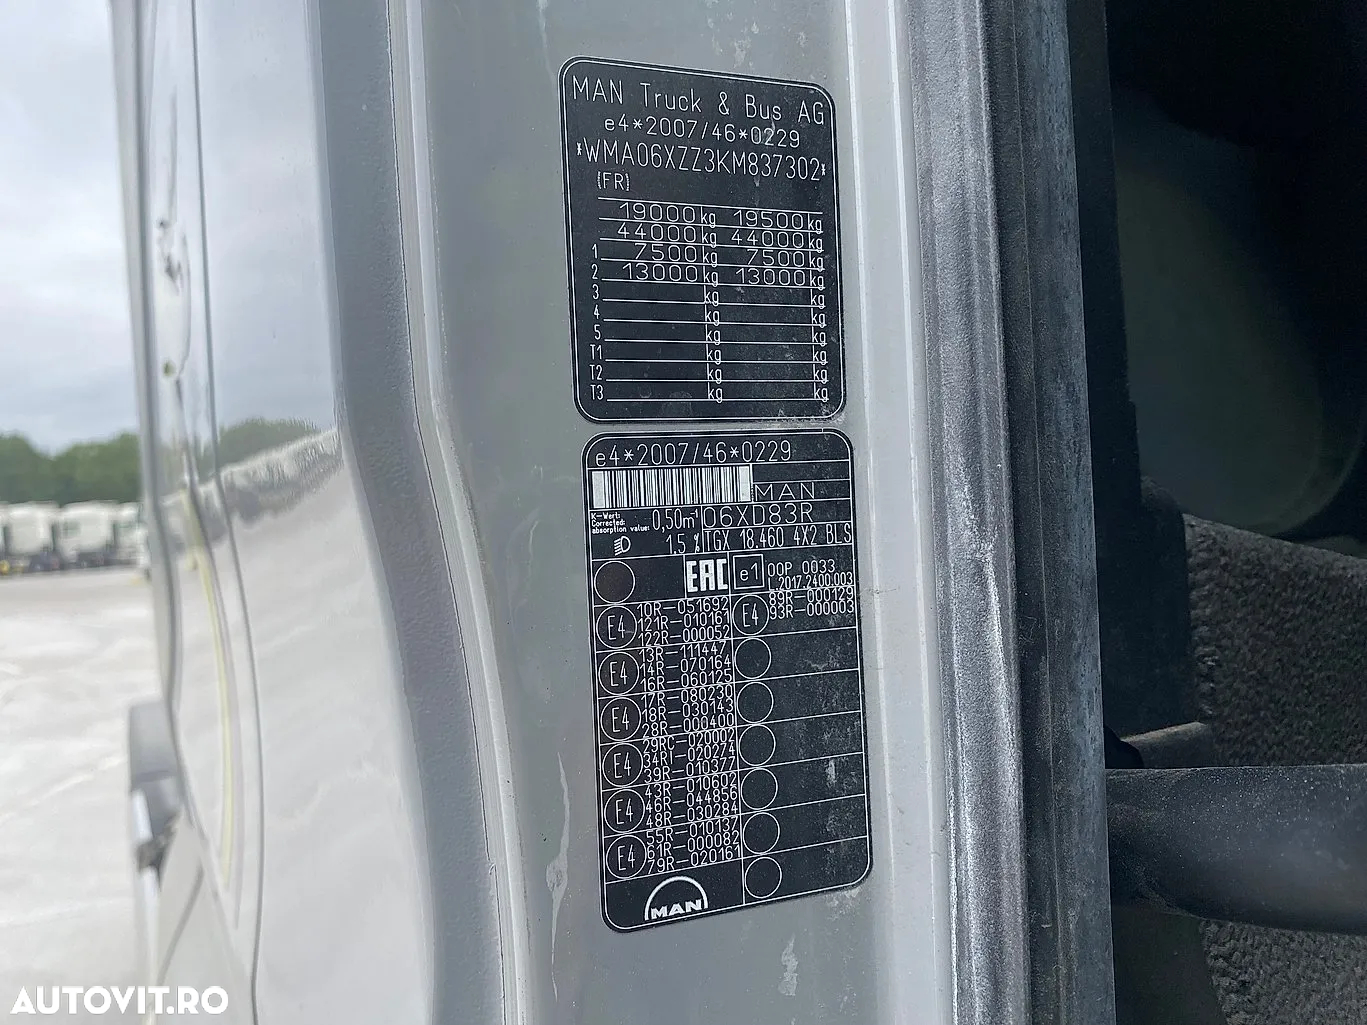 MAN Truck & Bus AG
e4*2007/46*0229
*WMA06XZZ3KM837302*
(FR)
19000 kg 19500 kg
44000 kg 44000 kg
1 7500 kg 7500 kg
2 13000 kg 13000 kg
3 kg kg
4 kg kg
5 kg kg
T1 kg kg
T2 kg kg
T3 kg kg
e4*2007/46*0229
MAN
K-Wert:
Corrected absorption value: 0,50m⁻¹ 06XD83R
1.5 % TGX 18.460 4X2 BLS
EAC e1 00P 0033
L 2017.2400.003
E4 10R-051692 E4 89R-000129
121R-010161 93R-000003
122R-000052
E4 13R-111447
14R-070164
16R-060125
E4 17R-080230
18R-030143
28R-000400
E4 29RC-020002
34RI-020274
39R-010377
E4 43R-010602
46R-044856
48R-030284
E4 55R-010137
61R-000082
79R-020161
MAN
AUTOVIT.RO